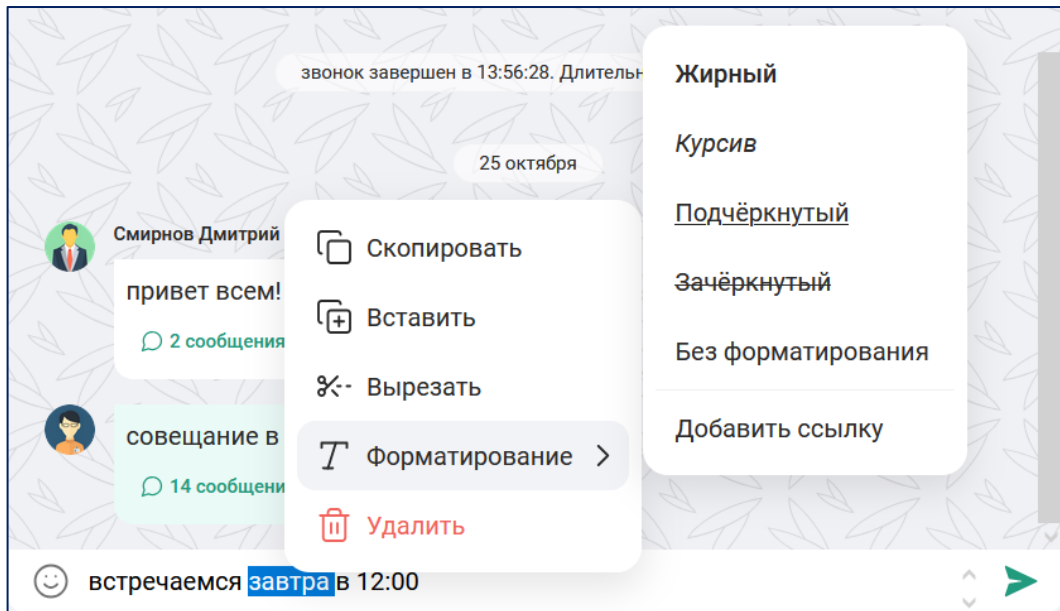 звонок завершен в 13:56:28. Длительн
25 октября
Смирнов Дмитрий
привет всем!
2 сообщения
совещание в
14 сообщени
Скопировать
Вставить
Вырезать
Форматирование
Удалить
Жирный
Курсив
Подчёркнутый
Зачёркнутый
Без форматирования
Добавить ссылку
встречаемся завтра в 12:00